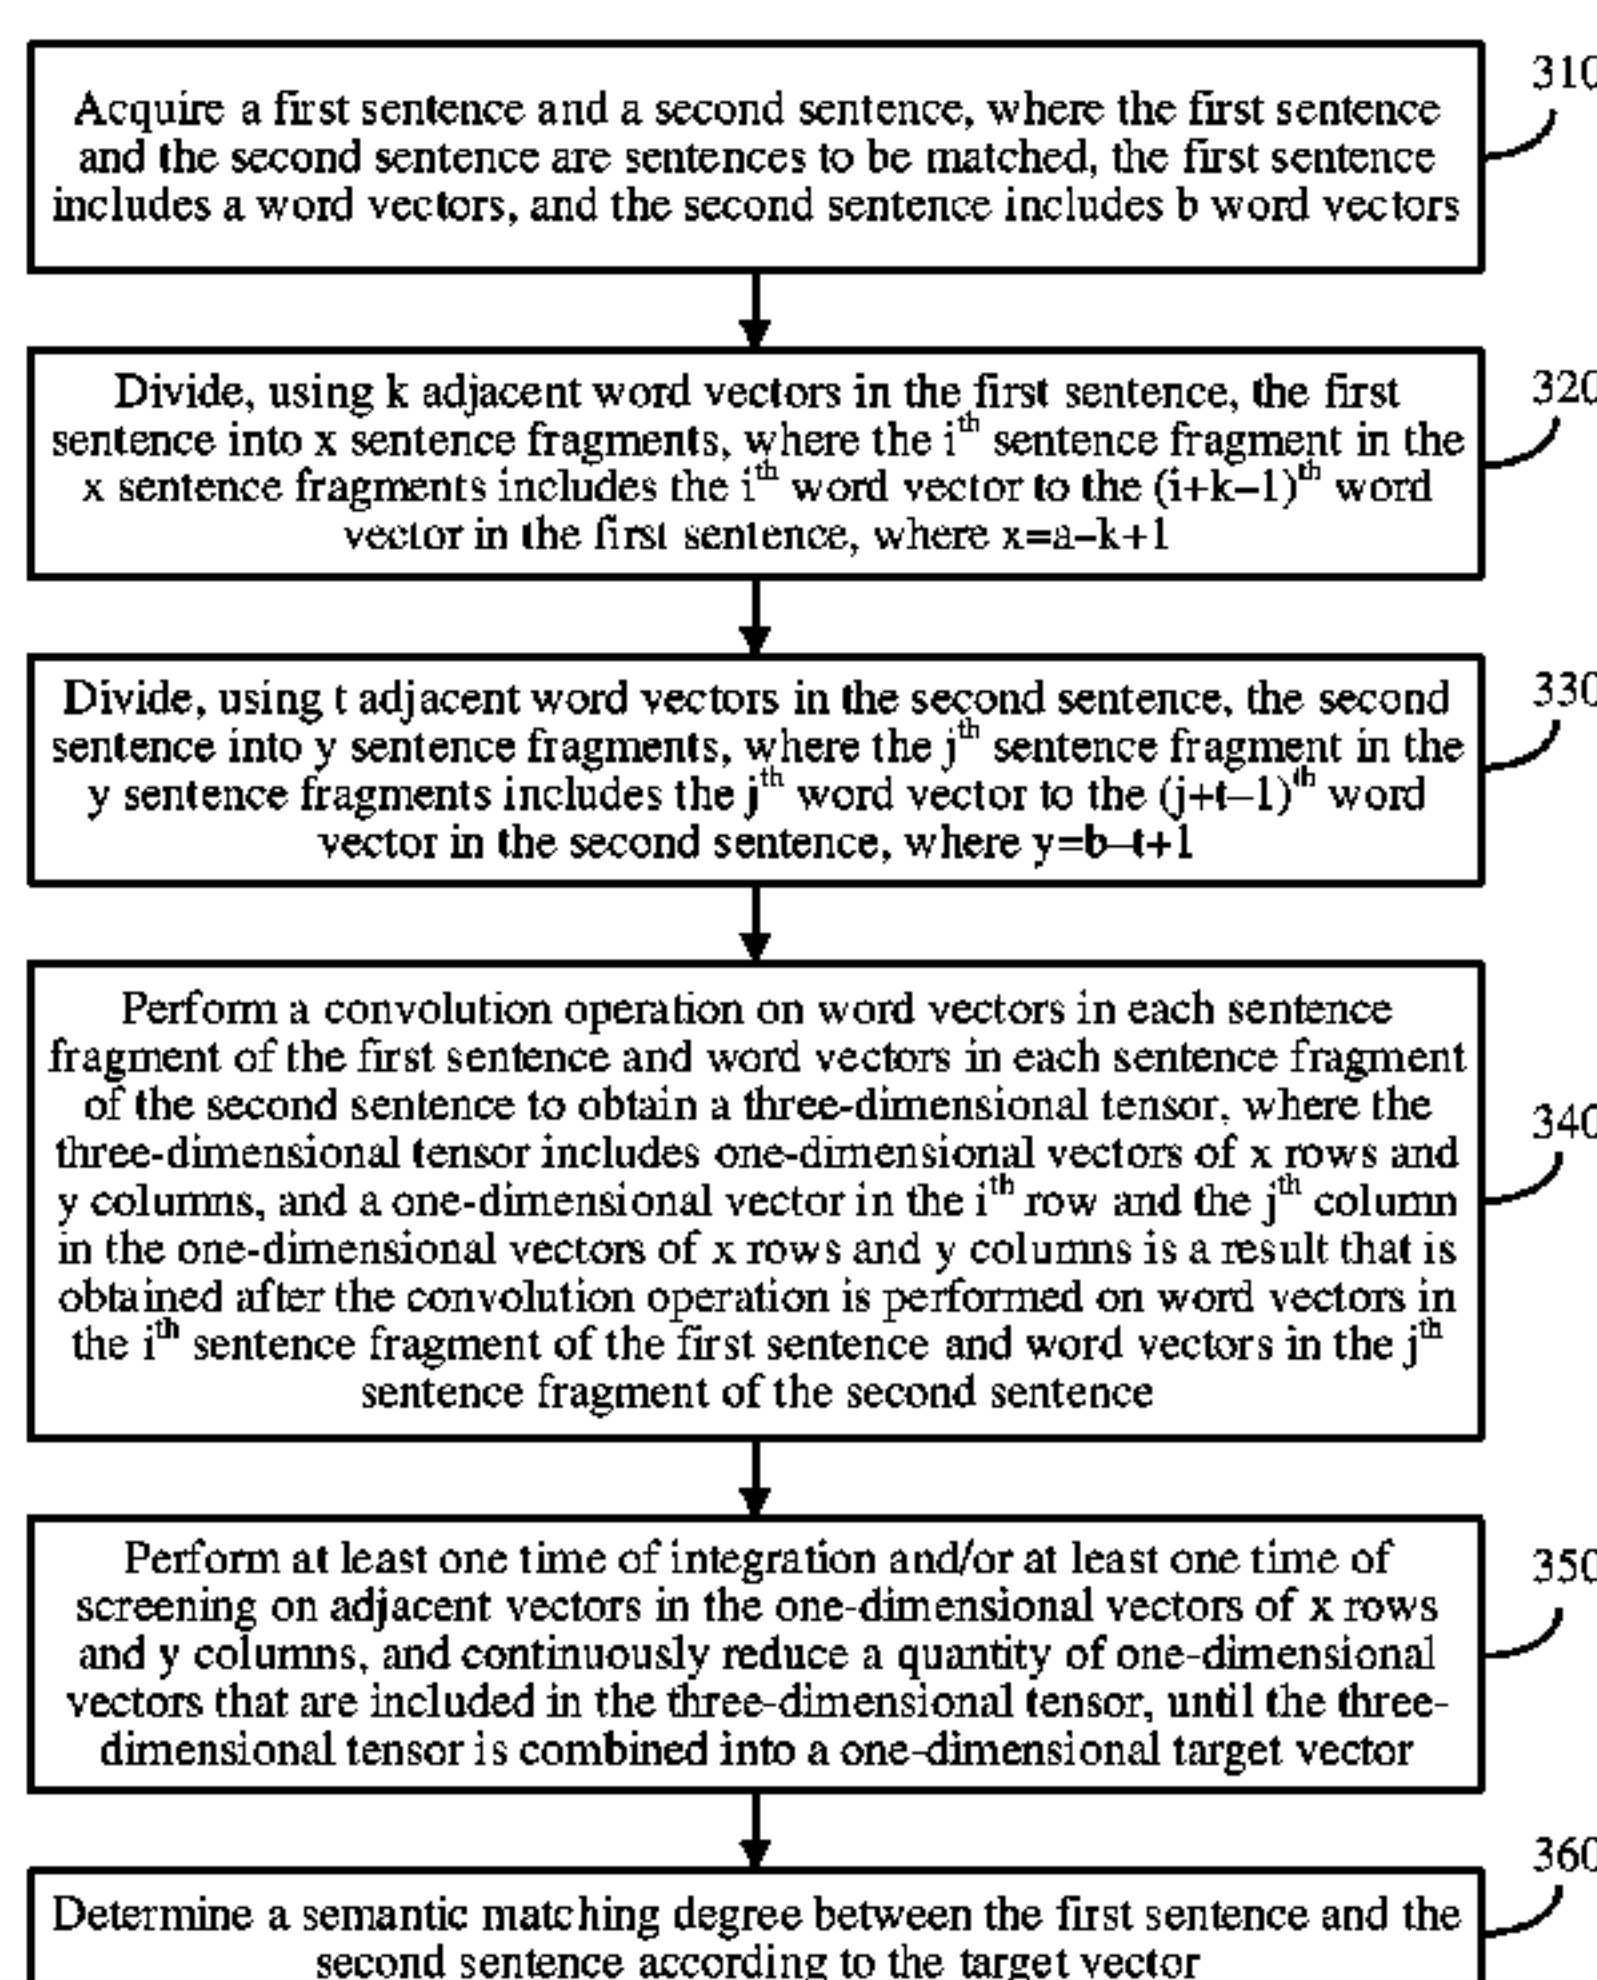 310
Acquire a first sentence and a second sentence, where the first sentence
and the second sentence are sentences to be matched, the first sentence
includes a word vectors, and the second sentence includes b word vectors
320
Divide, using k adjacent word vectors in the first sentence, the first
sentence into x sentence fragments, where the i^th sentence fragment in the
x sentence fragments includes the i^th word vector to the (i+k–1)^th word
vector in the first sentence, where x=a–k+1
330
Divide, using t adjacent word vectors in the second sentence, the second
sentence into y sentence fragments, where the j^th sentence fragment in the
y sentence fragments includes the j^th word vector to the (j+t–1)^th word
vector in the second sentence, where y=b–t+1
340
Perform a convolution operation on word vectors in each sentence
fragment of the first sentence and word vectors in each sentence fragment
of the second sentence to obtain a three-dimensional tensor, where the
three-dimensional tensor includes one-dimensional vectors of x rows and
y columns, and a one-dimensional vector in the i^th row and the j^th column
in the one-dimensional vectors of x rows and y columns is a result that is
obtained after the convolution operation is performed on word vectors in
the i^th sentence fragment of the first sentence and word vectors in the j^th
sentence fragment of the second sentence
350
Perform at least one time of integration and/or at least one time of
screening on adjacent vectors in the one-dimensional vectors of x rows
and y columns, and continuously reduce a quantity of one-dimensional
vectors that are included in the three-dimensional tensor, until the three-
dimensional tensor is combined into a one-dimensional target vector
360
Determine a semantic matching degree between the first sentence and the
second sentence according to the target vector